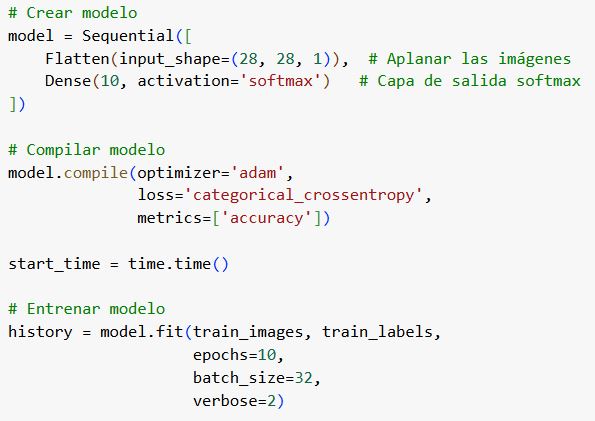 # Crear modelo
model = Sequential([
    Flatten(input_shape=(28, 28, 1)),  # Aplanar las imágenes
    Dense(10, activation='softmax')   # Capa de salida softmax
])

# Compilar modelo
model.compile(optimizer='adam',
              loss='categorical_crossentropy',
              metrics=['accuracy'])

start_time = time.time()

# Entrenar modelo
history = model.fit(train_images, train_labels,
                    epochs=10,
                    batch_size=32,
                    verbose=2)